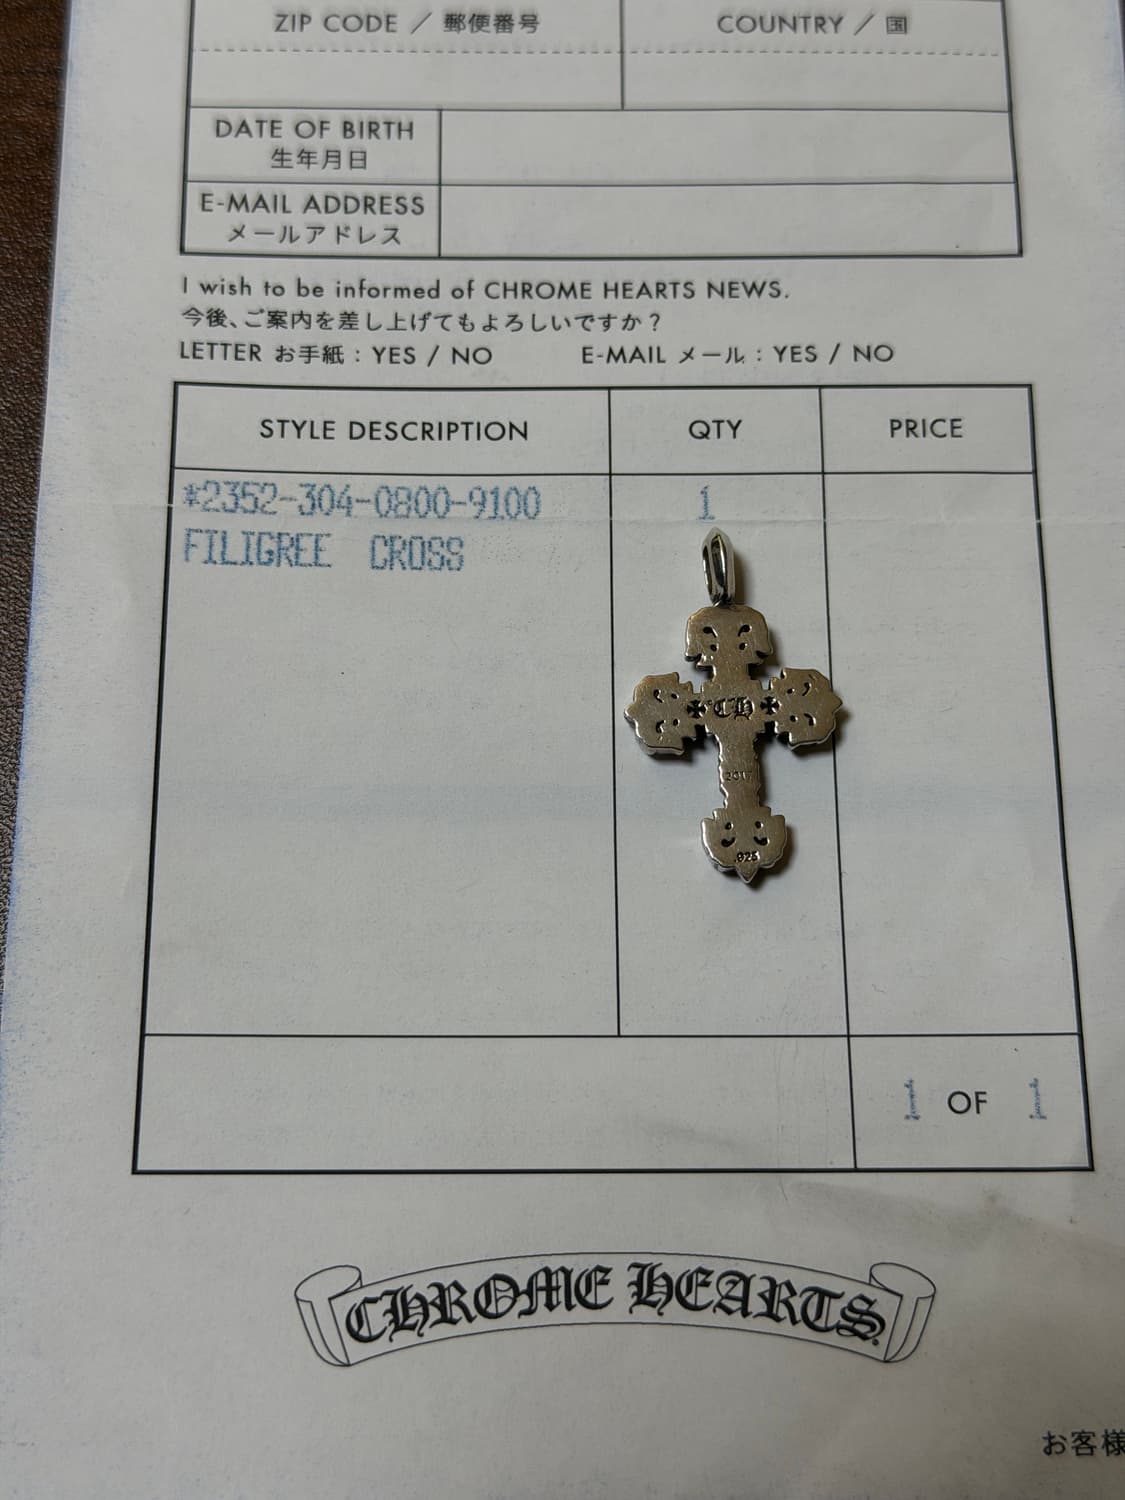 ZIP CODE / 郵便番号 COUNTRY / 国
DATE OF BIRTH
生年月日
E-MAIL ADDRESS
メールアドレス
I wish to be informed of CHROME HEARTS NEWS.
今後、ご案内を差し上げてもよろしいですか？
LETTER お手紙 : YES / NO E-MAIL メール : YES / NO
STYLE DESCRIPTION QTY PRICE
*2352-304-0800-9100 1
FILIGREE CROSS
CH
2017
.925
1 OF 1
CHROME HEARTS
お客様